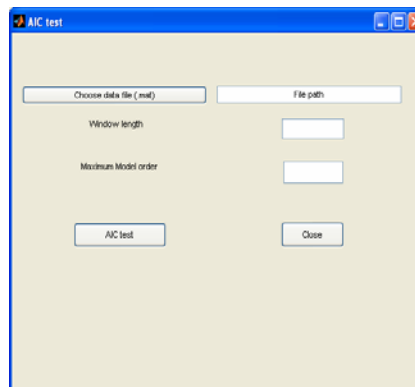 AIC test
Choose data file (.mat) File path
Window length
Maximum Model order
AIC test Close